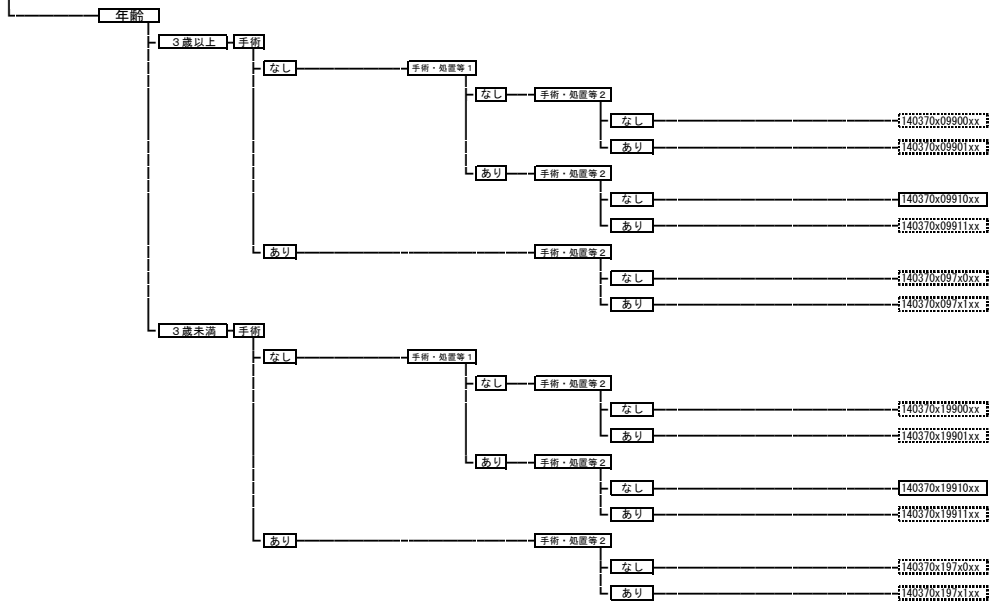 年齢
３歳以上 手術
なし 手術・処置等１
なし 手術・処置等２
なし 140370x09900xx
あり 140370x09901xx
あり 手術・処置等２
なし 140370x09910xx
あり 140370x09911xx
あり 手術・処置等２
なし 140370x097x0xx
あり 140370x097x1xx
３歳未満 手術
なし 手術・処置等１
なし 手術・処置等２
なし 140370x19900xx
あり 140370x19901xx
あり 手術・処置等２
なし 140370x19910xx
あり 140370x19911xx
あり 手術・処置等２
なし 140370x197x0xx
あり 140370x197x1xx